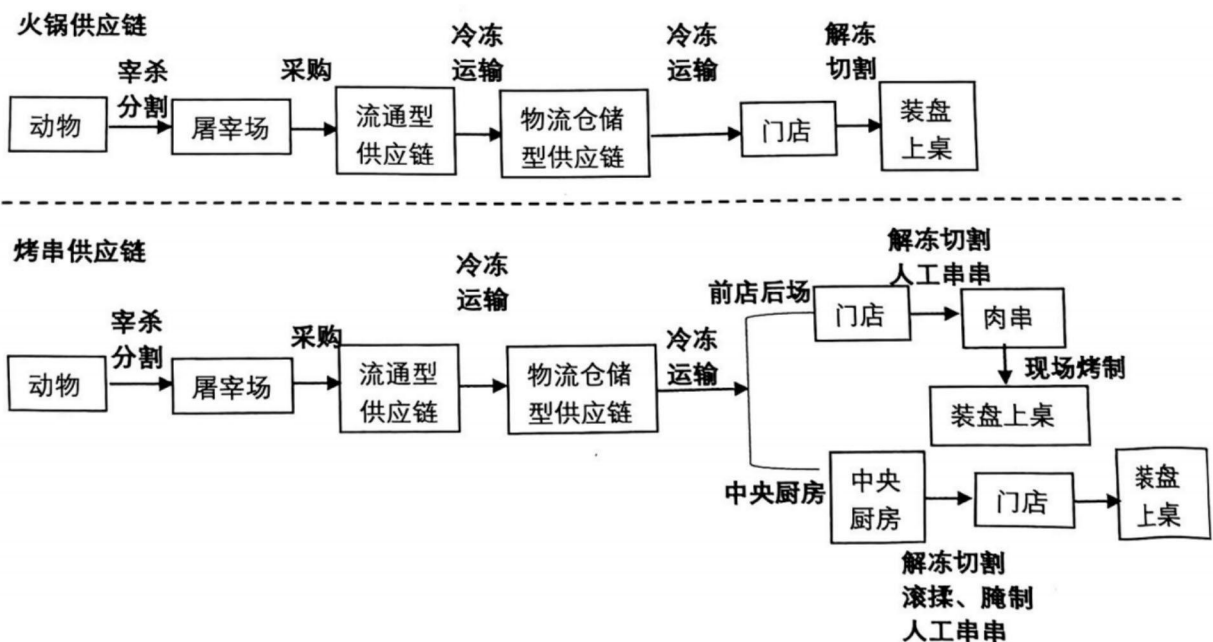 火锅供应链
宰杀
分割
采购
冷冻
运输
冷冻
运输
解冻
切割
动物
屠宰场
流通型
供应链
物流仓储
型供应链
门店
装盘
上桌
烤串供应链
宰杀
分割
采购
冷冻
运输
冷冻
运输
动物
屠宰场
流通型
供应链
物流仓储
型供应链
前店后场
门店
解冻切割
人工串串
肉串
现场烤制
装盘上桌
中央厨房
中央
厨房
解冻切割
滚揉、腌制
人工串串
门店
装盘
上桌